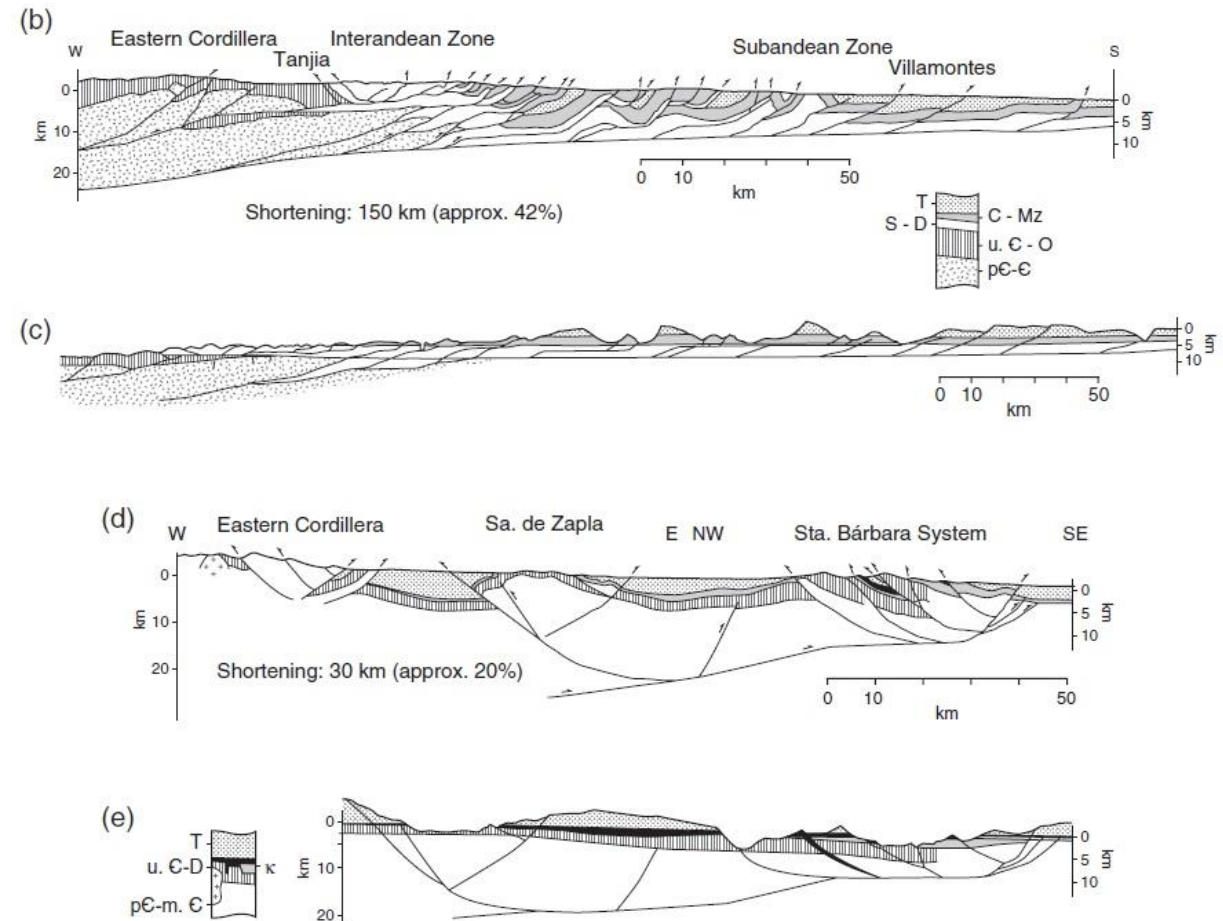 (b)
W
Eastern Cordillera
Tanjia
Interandean Zone
Subandean Zone
Villamontes
S
0
10
20
km
0
5
10
km
0 10 50
km
Shortening: 150 km (approx. 42%)
T
S - D
C - Mz
u. Є - O
pЄ-Є
(c)
0
5
10
km
0 10 50
km
(d)
W
Eastern Cordillera
Sa. de Zapla
E NW
Sta. Bárbara System
SE
0
km 10
20
0
5
10
km
Shortening: 30 km (approx. 20%)
0 10 50
km
(e)
T
u. Є-D
κ
pЄ-m. Є
0
10
20
km
0
5
10
km